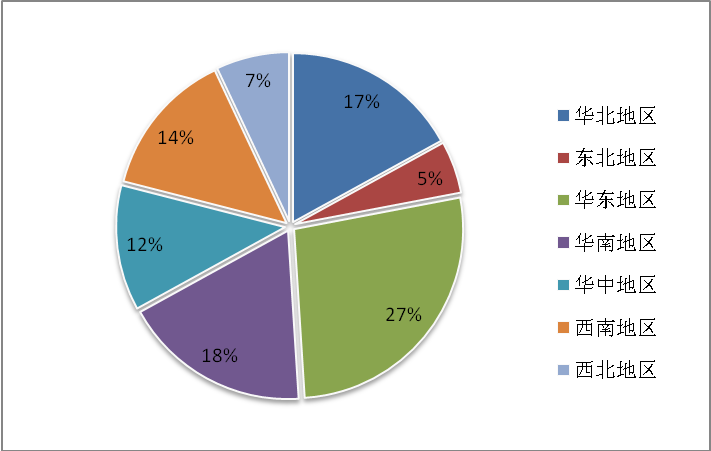 7%
17%
14%
5%
12%
27%
18%
华北地区
东北地区
华东地区
华南地区
华中地区
西南地区
西北地区